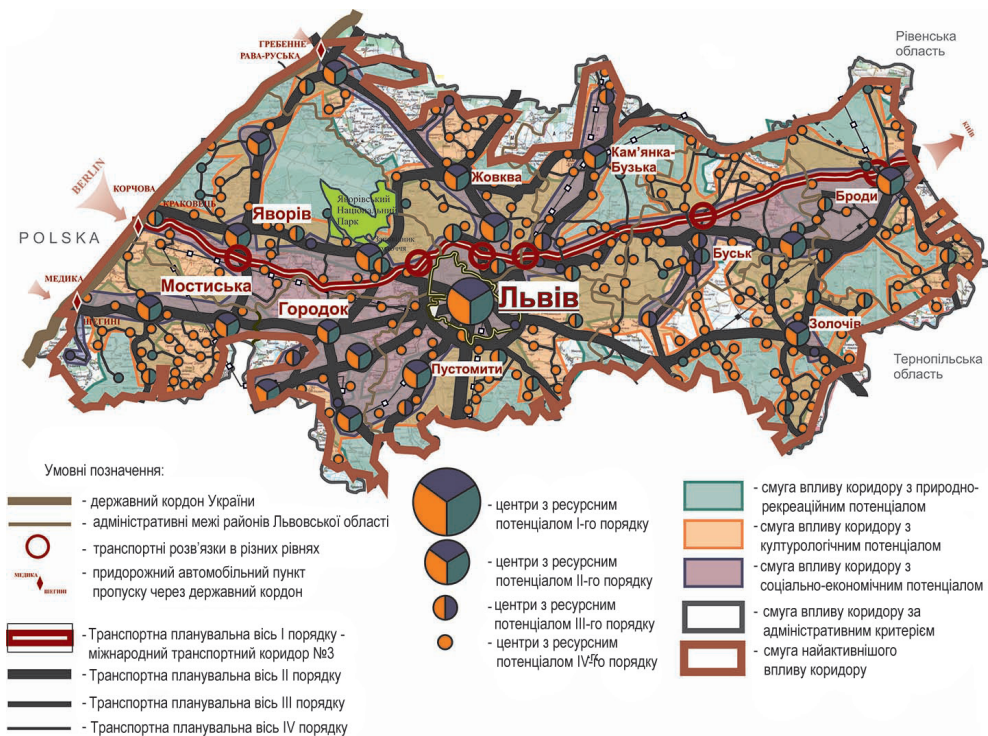 ГРЕБЕННЕ
РАВА-РУСЬКА
Рівенська
область
КИЇВ
BERLIN
КОРЧОВА
КРАКОВЕЦЬ
POLSKA
Жовква
Кам'янка-
Бузька
Броди
Яворів
Яворівський
Національний
Парк
Буськ
МЕДИКА
Мостиська
Городок
Львів
Золочів
Пустомити
Тернопільська
область
Умовні позначення:
- державний кордон України
- адміністративні межі районів Львовської області
- транспортні розв'язки в різних рівнях
МЕДИКА
ШЕГИНІ
- придорожний автомобільний пункт
пропуску через державний кордон
- Транспортна планувальна вісь I порядку -
міжнародний транспортний коридор №3
- Транспортна планувальна вісь II порядку
- Транспортна планувальна вісь III порядку
- Транспортна планувальна вісь IV порядку
- центри з ресурсним
потенціалом I-го порядку
- центри з ресурсним
потенціалом II-го порядку
- центри з ресурсним
потенціалом III-го порядку
- центри з ресурсним
потенціалом IV-го порядку
- смуга впливу коридору з природно-
рекреаційним потенціалом
- смуга впливу коридору з
културологічним потенціалом
- смуга впливу коридору з
соціально-економічним потенціалом
- смуга впливу коридору за
адміністративним критерієм
- смуга найактивнішого
впливу коридору